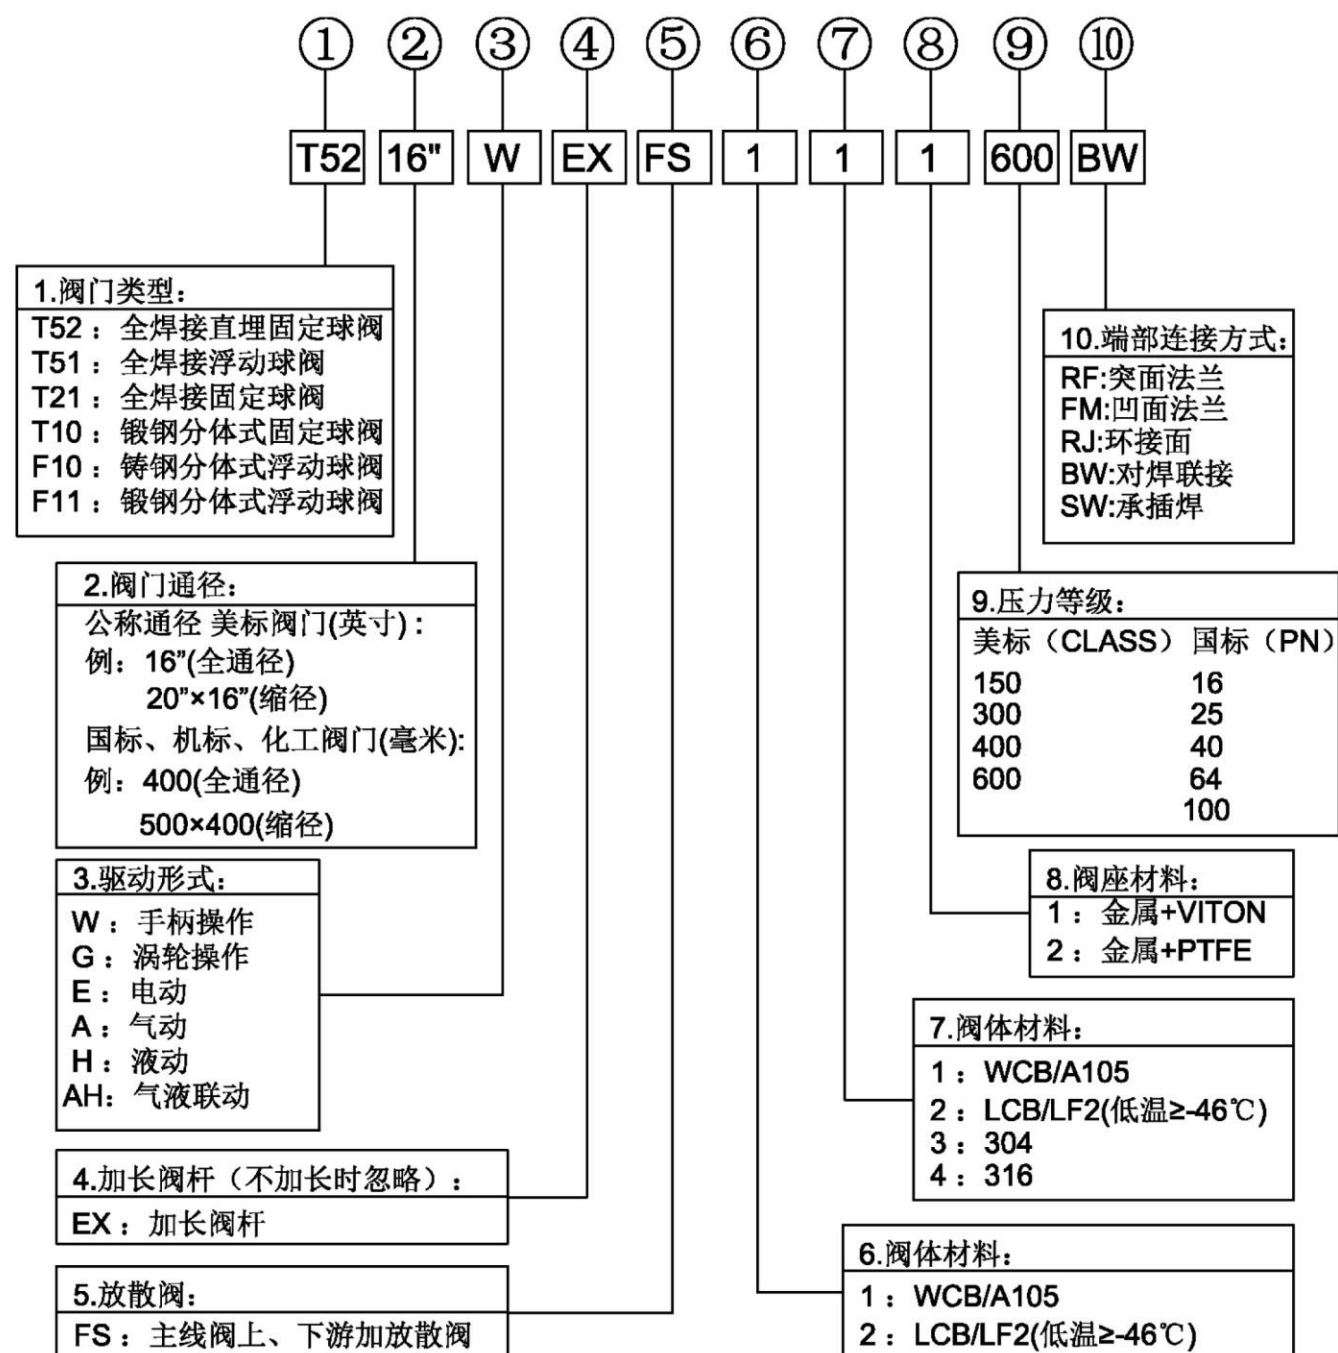 ① ② ③ ④ ⑤ ⑥ ⑦ ⑧ ⑨ ⑩
T52 16" W EX FS 1 1 1 600 BW
1.阀门类型：
T52：全焊接直埋固定球阀
T51：全焊接浮动球阀
T21：全焊接固定球阀
T10：锻钢分体式固定球阀
F10：铸钢分体式浮动球阀
F11：锻钢分体式浮动球阀
2.阀门通径：
公称通径 美标阀门(英寸)：
例：16”(全通径)
20”×16”(缩径)
国标、机标、化工阀门(毫米):
例：400(全通径)
500×400(缩径)
3.驱动形式：
W：手柄操作
G：涡轮操作
E：电动
A：气动
H：液动
AH：气液联动
4.加长阀杆（不加长时忽略）：
EX：加长阀杆
5.放散阀：
FS：主线阀上、下游加放散阀
10.端部连接方式：
RF:突面法兰
FM:凹面法兰
RJ:环接面
BW:对焊联接
SW:承插焊
9.压力等级：
美标（CLASS） 国标（PN）
150 16
300 25
400 40
600 64
100
8.阀座材料：
1：金属+VITON
2：金属+PTFE
7.阀体材料：
1：WCB/A105
2：LCB/LF2(低温≥-46℃)
3：304
4：316
6.阀体材料：
1：WCB/A105
2：LCB/LF2(低温≥-46℃)